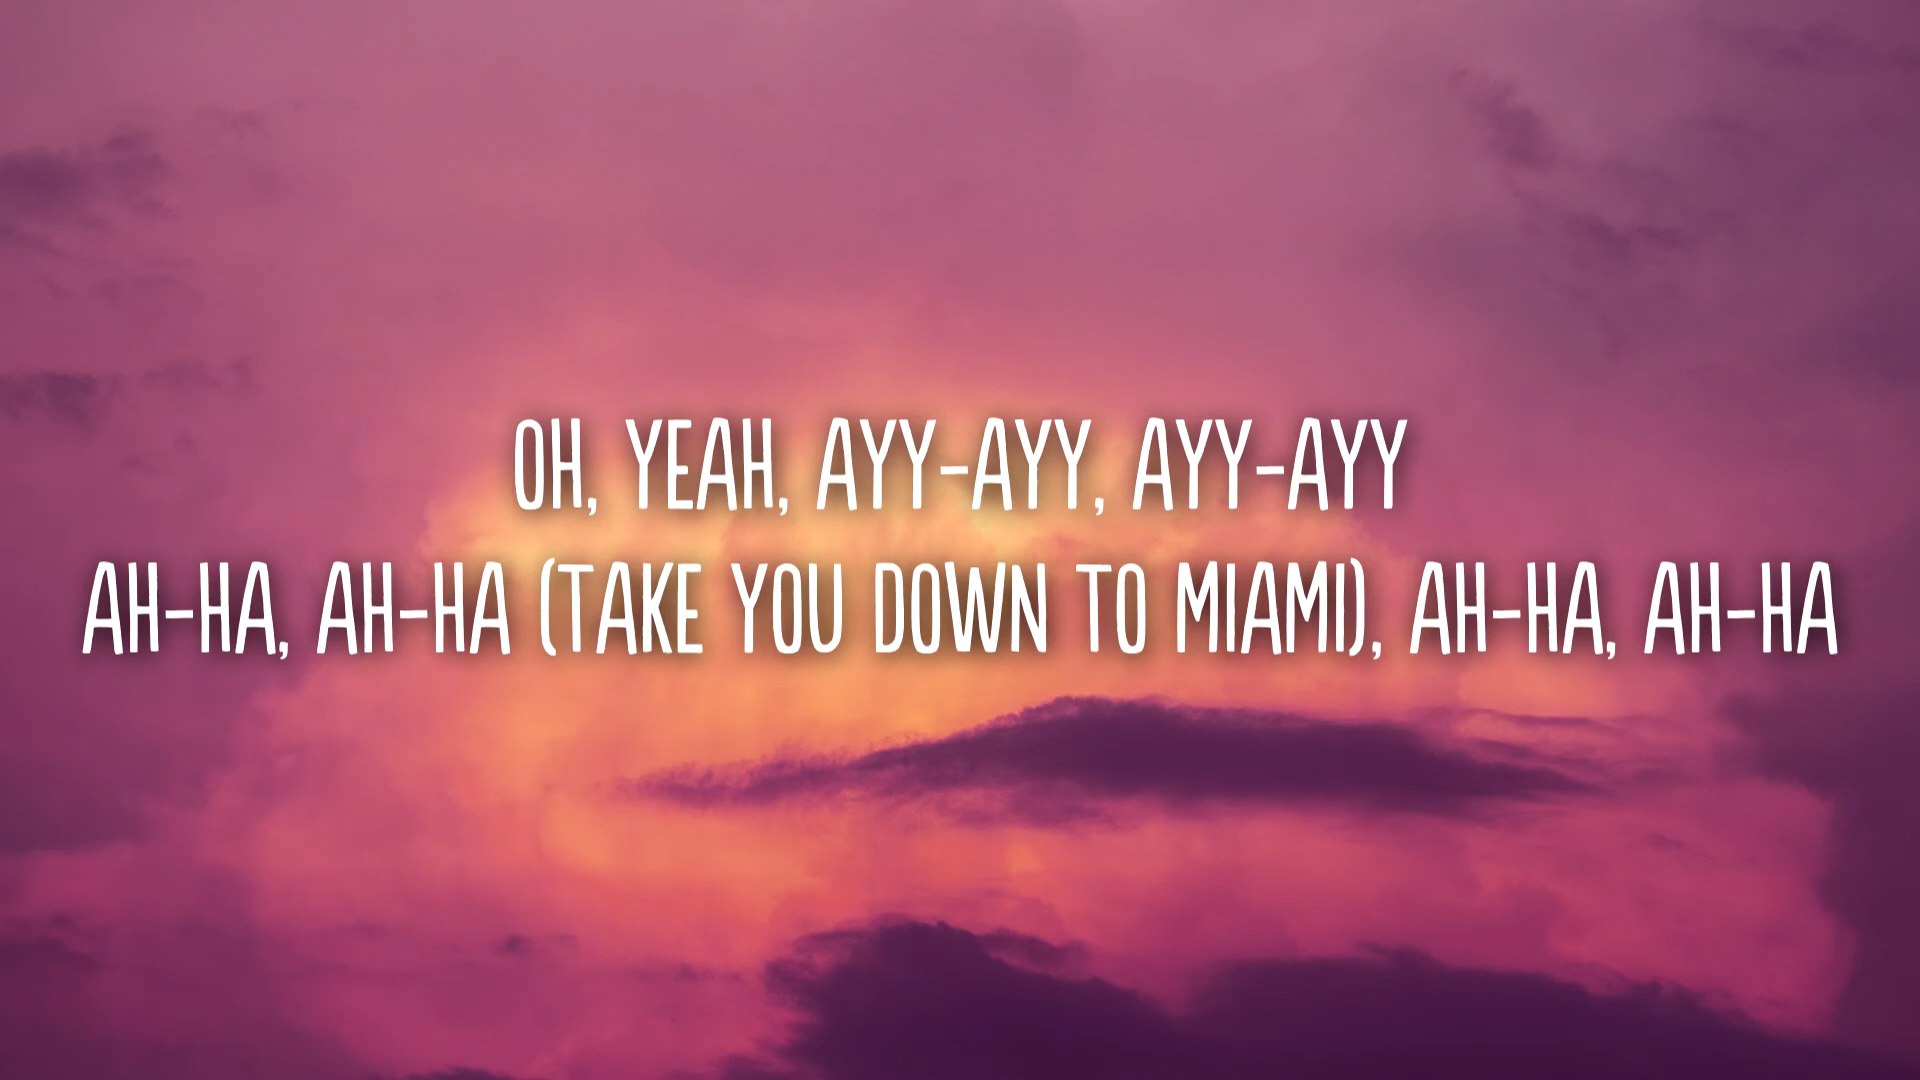 OH, YEAH, AYY-AYY, AYY-AYY
AH-HA, AH-HA (TAKE YOU DOWN TO MIAMI), AH-HA, AH-HA